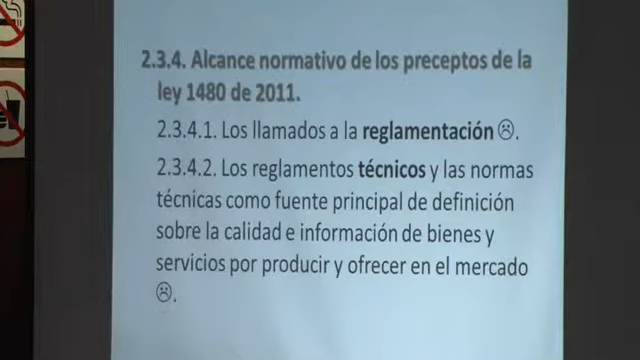 2.3.4. Alcance normativo de los preceptos de la
ley 1480 de 2011.
2.3.4.1. Los llamados a la reglamentación ☹.
2.3.4.2. Los reglamentos técnicos y las normas
técnicas como fuente principal de definición
sobre la calidad e información de bienes y
servicios por producir y ofrecer en el mercado
☹.